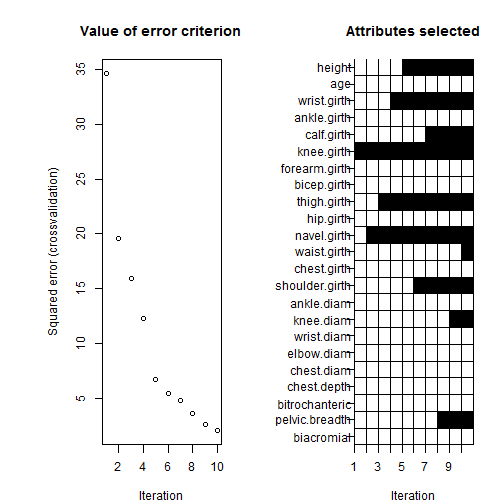 Value of error criterion
Squared error (crossvalidation)
35
30
25
20
15
10
5
2 4 6 8 10
Iteration
Attributes selected
height
age
wrist.girth
ankle.girth
calf.girth
knee.girth
forearm.girth
bicep.girth
thigh.girth
hip.girth
navel.girth
waist.girth
chest.girth
shoulder.girth
ankle.diam
knee.diam
wrist.diam
elbow.diam
chest.diam
chest.depth
bitrochanteric
pelvic.breadth
biacromial
1 3 5 7 9
Iteration